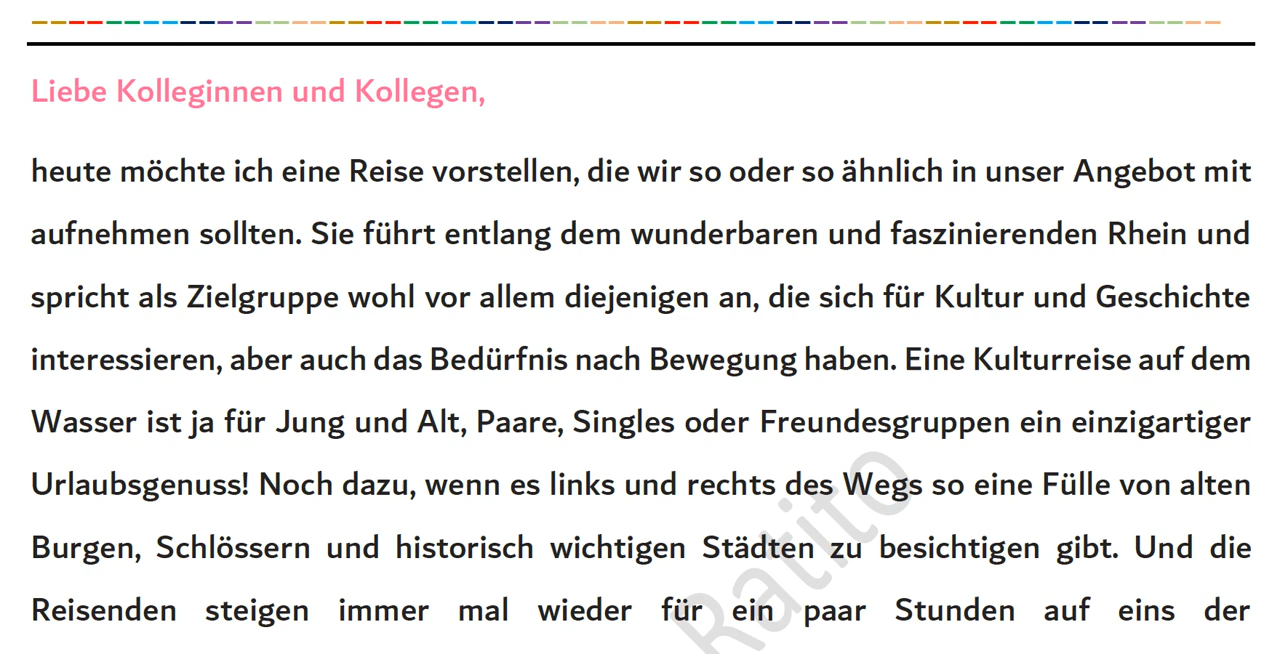 Liebe Kolleginnen und Kollegen,
heute möchte ich eine Reise vorstellen, die wir so oder so ähnlich in unser Angebot mit
aufnehmen sollten. Sie führt entlang dem wunderbaren und faszinierenden Rhein und
spricht als Zielgruppe wohl vor allem diejenigen an, die sich für Kultur und Geschichte
interessieren, aber auch das Bedürfnis nach Bewegung haben. Eine Kulturreise auf dem
Wasser ist ja für Jung und Alt, Paare, Singles oder Freundesgruppen ein einzigartiger
Urlaubsgenuss! Noch dazu, wenn es links und rechts des Wegs so eine Fülle von alten
Burgen, Schlössern und historisch wichtigen Städten zu besichtigen gibt. Und die
Reisenden steigen immer mal wieder für ein paar Stunden auf eins der
Ratito